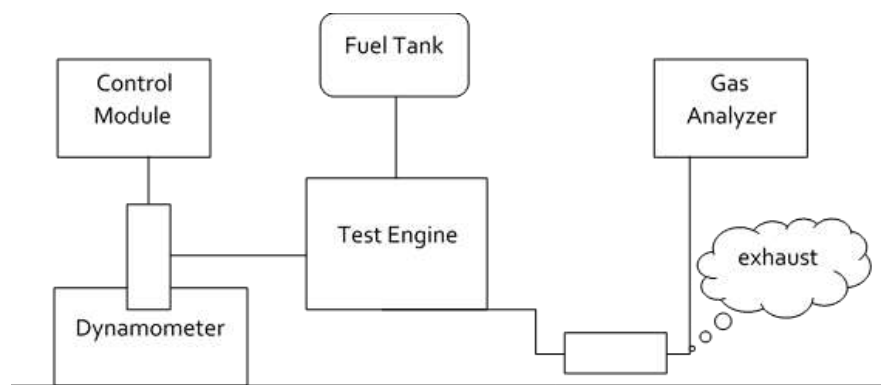 Fuel Tank
Control
Module
Gas
Analyzer
Test Engine
exhaust
Dynamometer